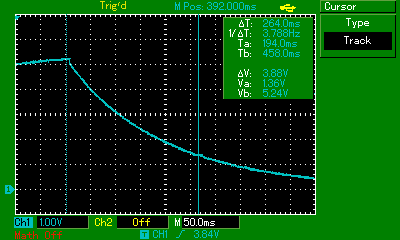 Trig'd M Pos: 392.000ms Cursor
Type
Track
ΔT: 264.0ms
1/ΔT: 3.788Hz
Ta: 194.0ms
Tb: 458.0ms
ΔV: 3.88V
Va: 1.36V
Vb: 5.24V
1
Ch1 1.00V Ch2 Off M 50.0ms
T CH1 3.84V